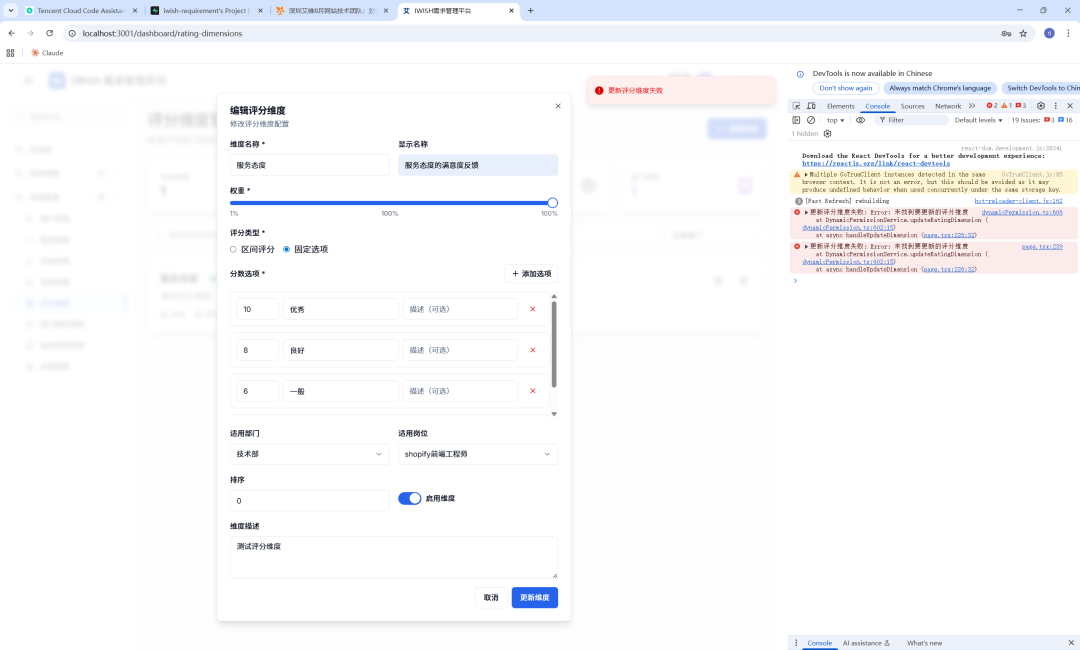 Tencent Cloud Code Assistan
iwish-requirement's Project
深圳艾维8月网站技术团队: 刘
IWISH需求管理平台
localhost:3001/dashboard/rating-dimensions
Claude
更新评分维度失败
编辑评分维度
修改评分维度配置
维度名称 *
显示名称
服务态度
服务态度的满意度反馈
权重 *
1%
100%
100%
评分类型 *
区间评分
固定选项
分数选项 *
添加选项
10
优秀
描述（可选）
8
良好
描述（可选）
6
一般
描述（可选）
适用部门
适用岗位
技术部
shopify前端工程师
排序
0
启用维度
维度描述
测试评分维度
取消
更新维度
DevTools is now available in Chinese
Don't show again
Always match Chrome's language
Switch DevTools to Chin
Elements
Console
Sources
Network
2
1
3
top
Filter
Default levels
19 Issues:
3
16
1 hidden
react-dom.development.js:38241
Download the React DevTools for a better development experience:
https://reactjs.org/link/react-devtools
Multiple GoTrueClient instances detected in the same
GoTrueClient.js:85
browser context. It is not an error, but this should be avoided as it may
produce undefined behavior when used concurrently under the same storage key.
[Fast Refresh] rebuilding
hot-reloader-client.js:162
更新评分维度失败: Error: 未找到要更新的评分维度
dynamicPermission.ts:606
at DynamicPermissionService.updateRatingDimension (
dynamicPermission.ts:602:15)
at async handleUpdateDimension (page.tsx:226:32)
更新评分维度失败: Error: 未找到要更新的评分维度
page.tsx:239
at DynamicPermissionService.updateRatingDimension (
dynamicPermission.ts:602:15)
at async handleUpdateDimension (page.tsx:226:32)
Console
AI assistance
What's new